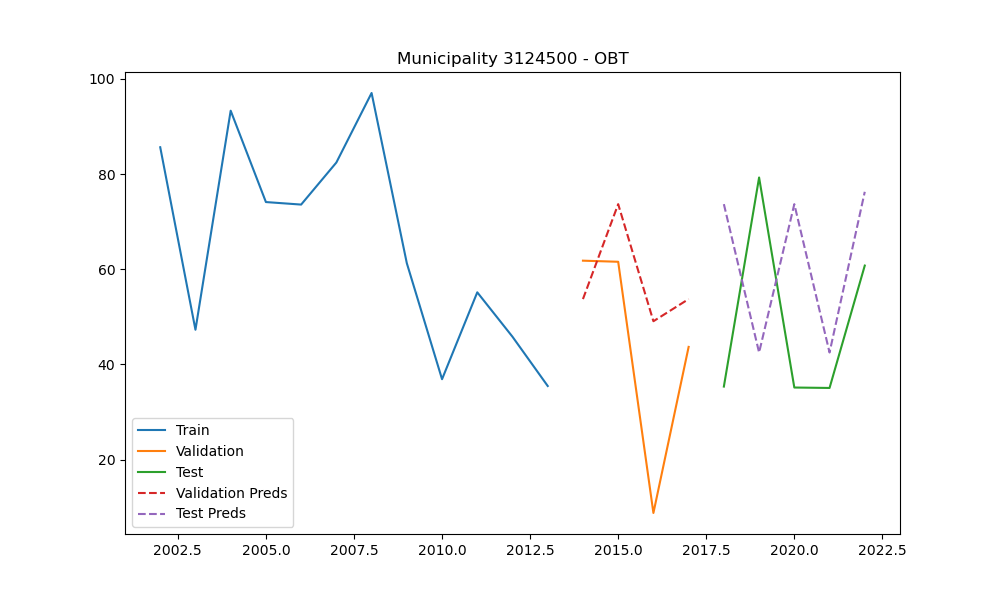 Municipality 3124500 - OBT
100
80
60
40
20
Train
Validation
Test
Validation Preds
Test Preds
2002.5 2005.0 2007.5 2010.0 2012.5 2015.0 2017.5 2020.0 2022.5